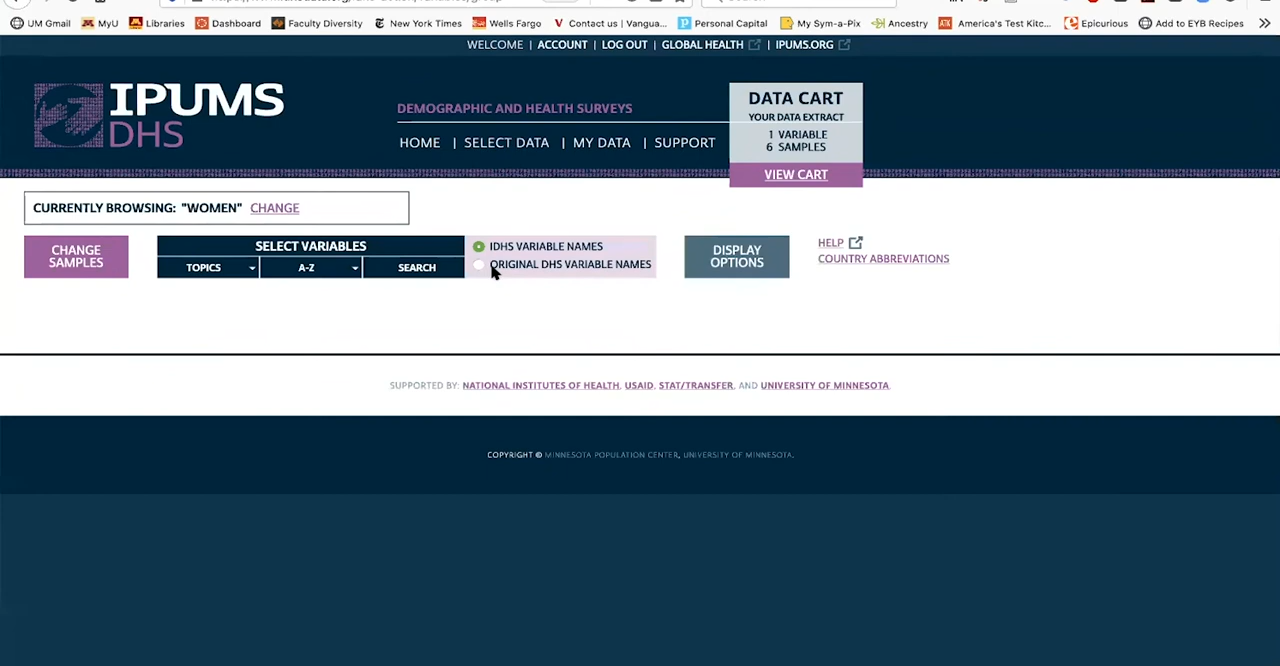 UM Gmail MyU Libraries Dashboard Faculty Diversity New York Times Wells Fargo Contact us | Vangua... Personal Capital My Sym-a-Pix Ancestry America's Test Kitc... Epicurious Add to EYB Recipes
WELCOME | ACCOUNT | LOG OUT | GLOBAL HEALTH | IPUMS.ORG
IPUMS
DHS
DEMOGRAPHIC AND HEALTH SURVEYS
HOME | SELECT DATA | MY DATA | SUPPORT
DATA CART
YOUR DATA EXTRACT
1 VARIABLE
6 SAMPLES
VIEW CART
CURRENTLY BROWSING: "WOMEN" CHANGE
CHANGE
SAMPLES
SELECT VARIABLES
TOPICS A-Z SEARCH
IDHS VARIABLE NAMES
ORIGINAL DHS VARIABLE NAMES
DISPLAY
OPTIONS
HELP
COUNTRY ABBREVIATIONS
SUPPORTED BY: NATIONAL INSTITUTES OF HEALTH, USAID, STAT/TRANSFER, AND UNIVERSITY OF MINNESOTA.
COPYRIGHT © MINNESOTA POPULATION CENTER, UNIVERSITY OF MINNESOTA.